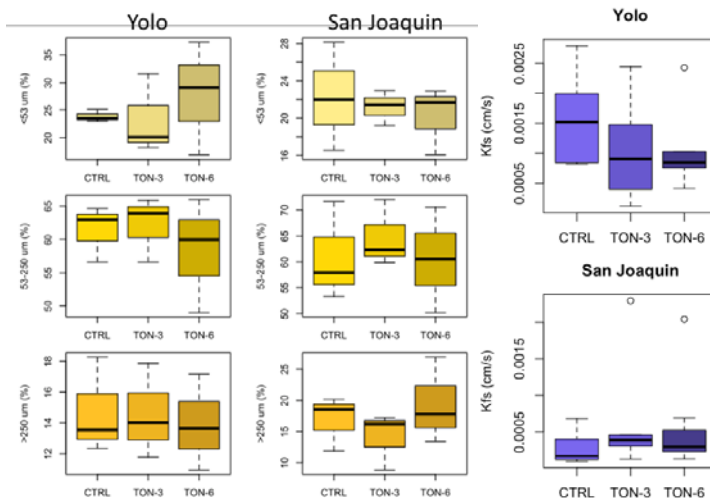 Yolo
San Joaquin
<53 um (%)
35
30
25
20
CTRL
TON-3
TON-6
<53 um (%)
28
26
24
22
20
18
16
CTRL
TON-3
TON-6
53-250 um (%)
65
60
55
50
CTRL
TON-3
TON-6
53-250 um (%)
70
65
60
55
50
CTRL
TON-3
TON-6
>250 um (%)
18
16
14
12
CTRL
TON-3
TON-6
>250 um (%)
25
20
15
10
CTRL
TON-3
TON-6
Yolo
Kfs (cm/s)
0.0025
0.0015
0.0005
CTRL
TON-3
TON-6
San Joaquin
Kfs (cm/s)
0.0015
0.0005
CTRL
TON-3
TON-6